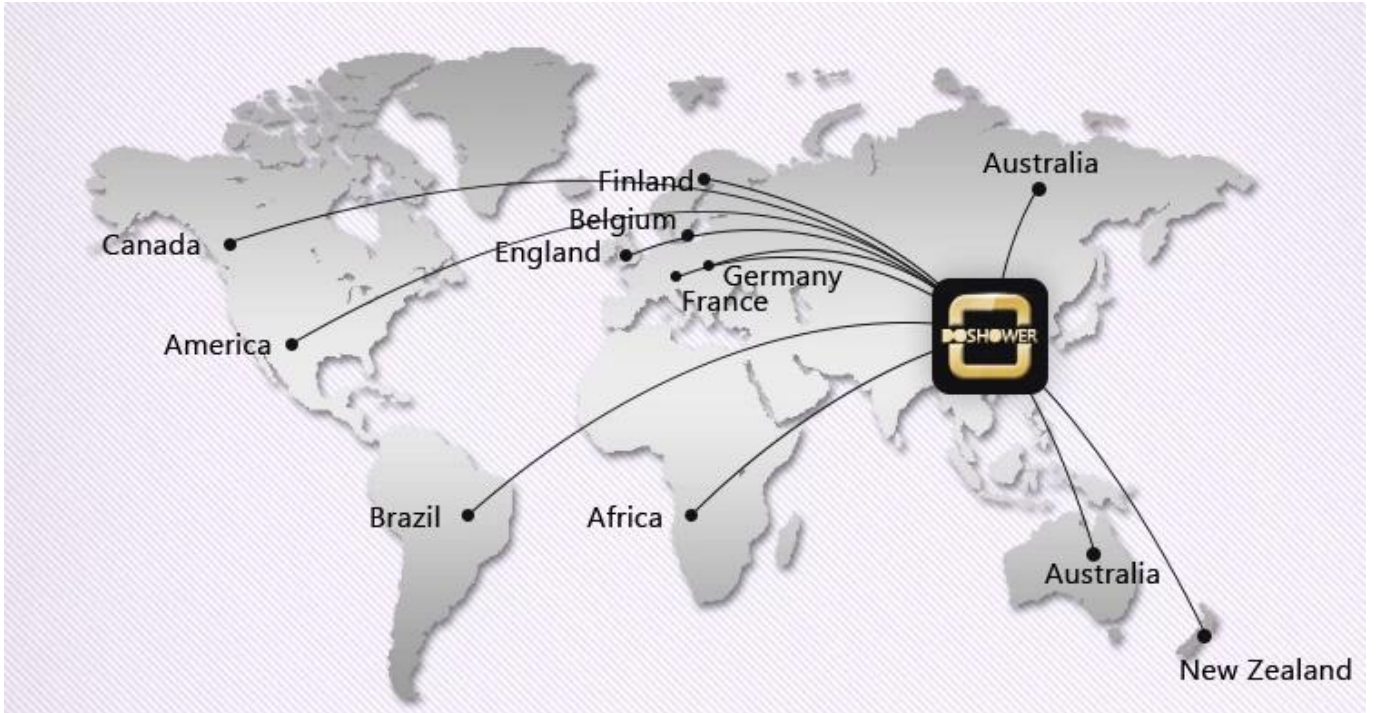 Australia
Finland
Belgium
Canada
England
Germany
France
DOSHOWER
America
Brazil
Africa
Australia
New Zealand